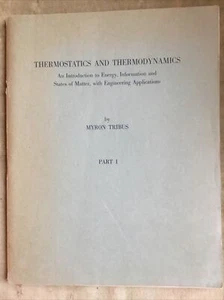 THERMOSTATICS AND THERMODYNAMICS
An Introduction to Energy, Information and
States of Matter, with Engineering Applications
by
MYRON TRIBUS
PART I